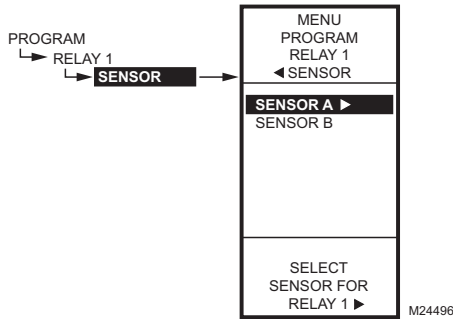 PROGRAM
RELAY 1
SENSOR
MENU
PROGRAM
RELAY 1
◄ SENSOR
SENSOR A ►
SENSOR B
SELECT
SENSOR FOR
RELAY 1 ►
M24496